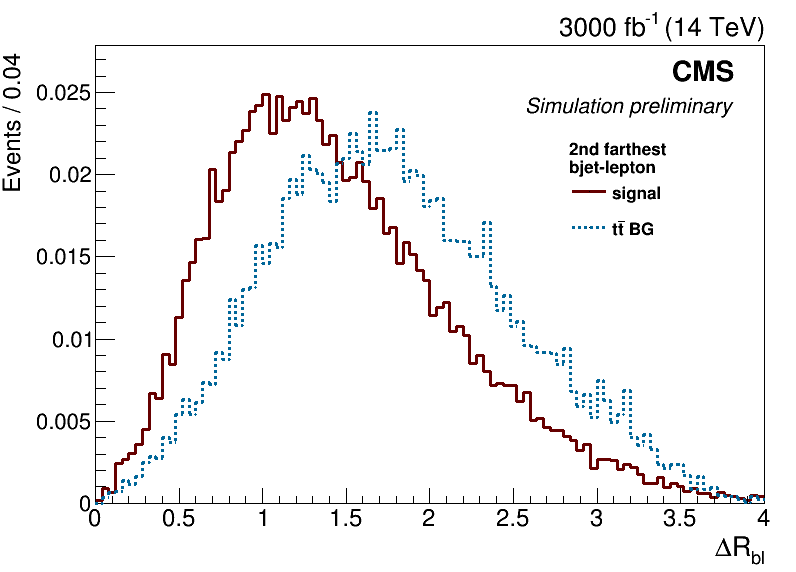 3000 fb⁻¹ (14 TeV)
CMS
Simulation preliminary
2nd farthest
bjet-lepton
signal
tt̄ BG
Events / 0.04
0.025
0.02
0.015
0.01
0.005
0
0 0.5 1 1.5 2 2.5 3 3.5 4
ΔR_bl